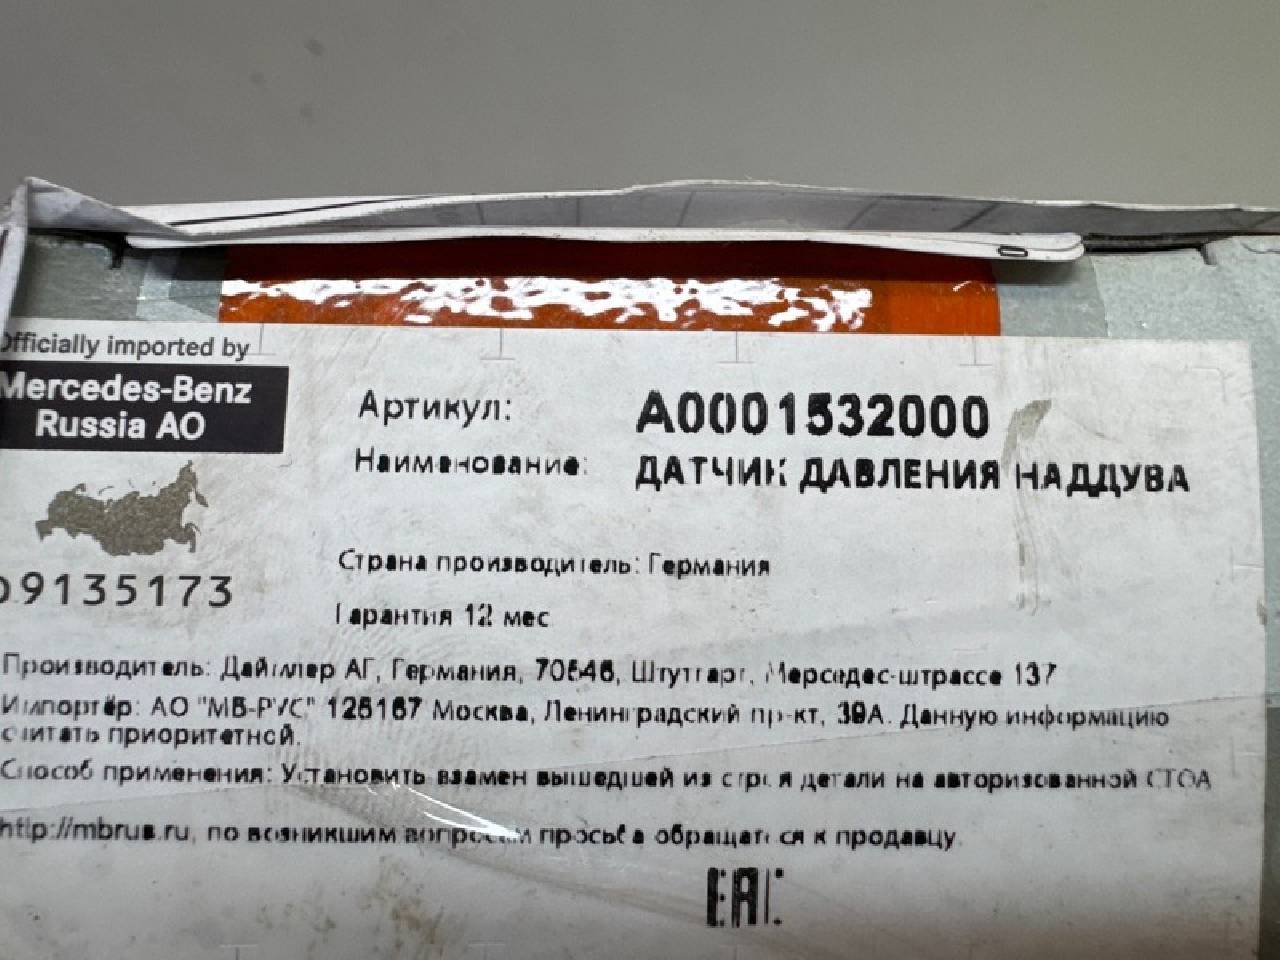 Officially imported by
Mercedes-Benz
Russia AO
9135173
Артикул: A0001532000
Наименование: ДАТЧИК ДАВЛЕНИЯ НАДДУВА
Страна производитель: Германия
Гарантия 12 мес
Производитель: Даймлер АГ, Германия, 70546, Штутгарт, Мерседес-штрассе 137
Импортёр: АО "МБ-РУС" 125167 Москва, Ленинградский пр-кт, 39А. Данную информацию
считать приоритетной.
Способ применения: Установить взамен вышедшей из строя детали на авторизованной СТОА
http://mbrus.ru, по возникшим вопросам просьба обращаться к продавцу.
EAC